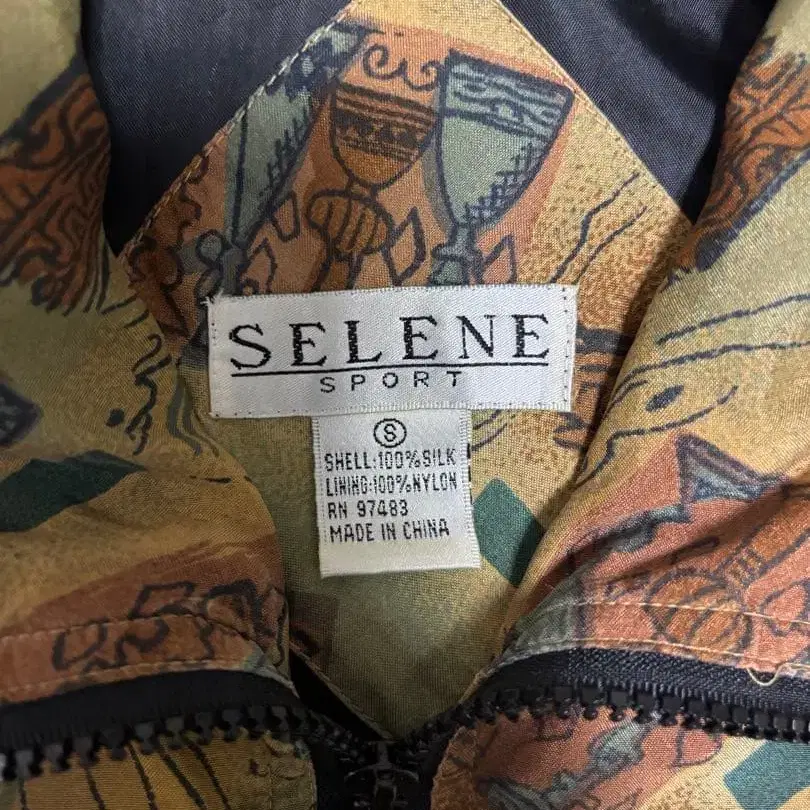 SELENE
SPORT
S
SHELL:100%SILK
LINING:100%NYLON
RN 97483
MADE IN CHINA